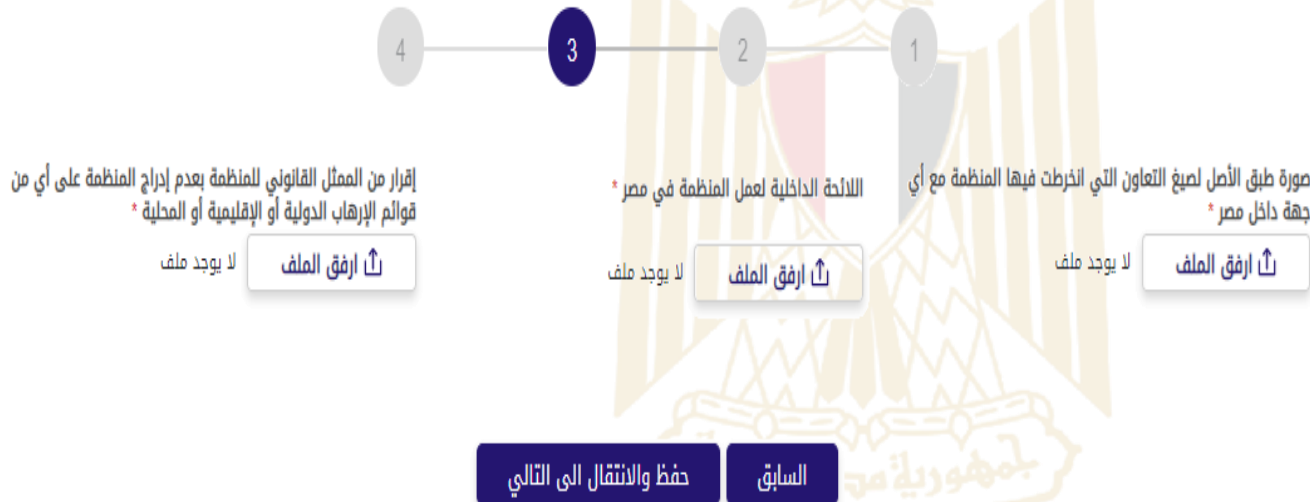 1
2
3
4
صورة طبق الأصل لصيغ التعاون التي انخرطت فيها المنظمة مع أي
جهة داخل مصر *
ارفق الملف
لا يوجد ملف
اللائحة الداخلية لعمل المنظمة في مصر *
ارفق الملف
لا يوجد ملف
إقرار من الممثل القانوني للمنظمة بعدم إدراج المنظمة على أي من
قوائم الإرهاب الدولية أو الإقليمية أو المحلية *
ارفق الملف
لا يوجد ملف
السابق
حفظ والانتقال الى التالي
جمهورية